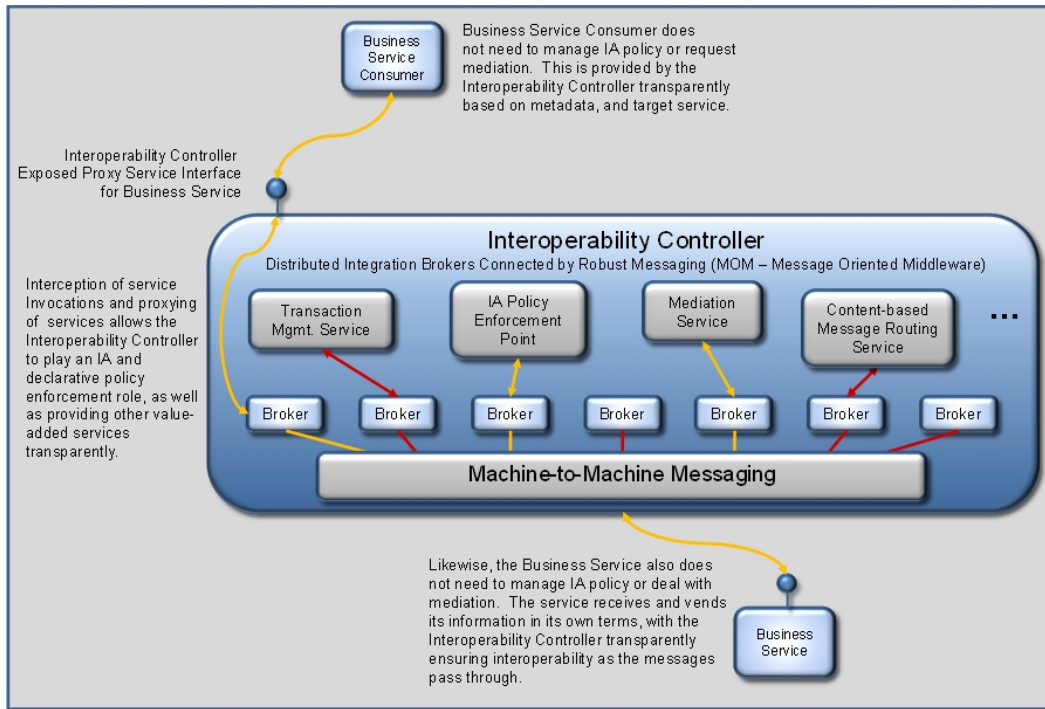 Business
Service
Consumer
Business Service Consumer does
not need to manage IA policy or request
mediation. This is provided by the
Interoperability Controller transparently
based on metadata, and target service.
Interoperability Controller
Exposed Proxy Service Interface
for Business Service
Interception of service
Invocations and proxying
of services allows the
Interoperability Controller
to play an IA and
declarative policy
enforcement role, as well
as providing other value-
added services
transparently.
Interoperability Controller
Distributed Integration Brokers Connected by Robust Messaging (MOM – Message Oriented Middleware)
Transaction
Mgmt. Service
IA Policy
Enforcement
Point
Mediation
Service
Content-based
Message Routing
Service
...
Broker
Broker
Broker
Broker
Broker
Broker
Broker
Machine-to-Machine Messaging
Likewise, the Business Service also does
not need to manage IA policy or deal with
mediation. The service receives and vends
its information in its own terms, with the
Interoperability Controller transparently
ensuring interoperability as the messages
pass through.
Business
Service